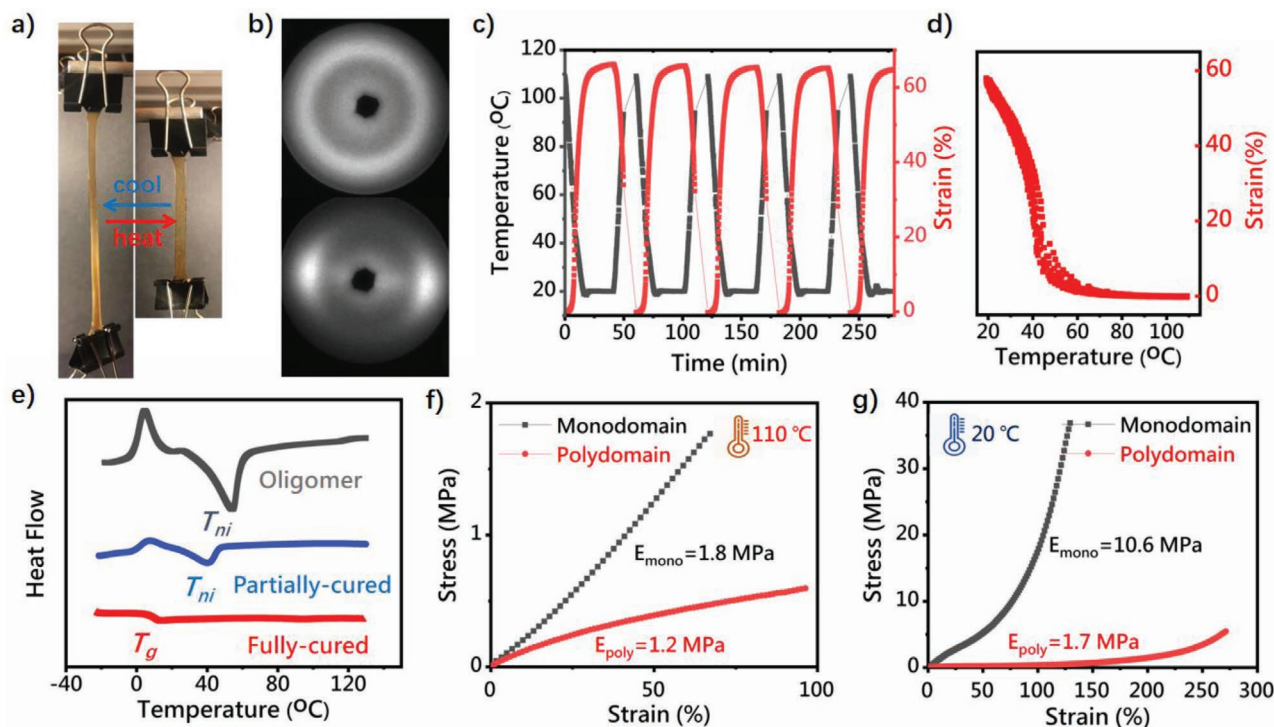 a)
cool
heat
b)
c)
120
100
80
60
40
20
Temperature (ºC)
0 50 100 150 200 250
Time (min)
60
40
20
0
Strain (%)
d)
60
40
20
0
Strain(%)
20 40 60 80 100
Temperature (ºC)
e)
Heat Flow
Oligomer
Tni
Tni Partially-cured
Tg Fully-cured
-40 0 40 80 120
Temperature (ºC)
f)
2
1
0
Stress (MPa)
Monodomain
Polydomain
110 ℃
Emono=1.8 MPa
Epoly=1.2 MPa
0 50 100
Strain (%)
g)
40
30
20
10
0
Stress (MPa)
20 ℃
Monodomain
Polydomain
Emono=10.6 MPa
Epoly=1.7 MPa
0 50 100 150 200 250 300
Strain (%)